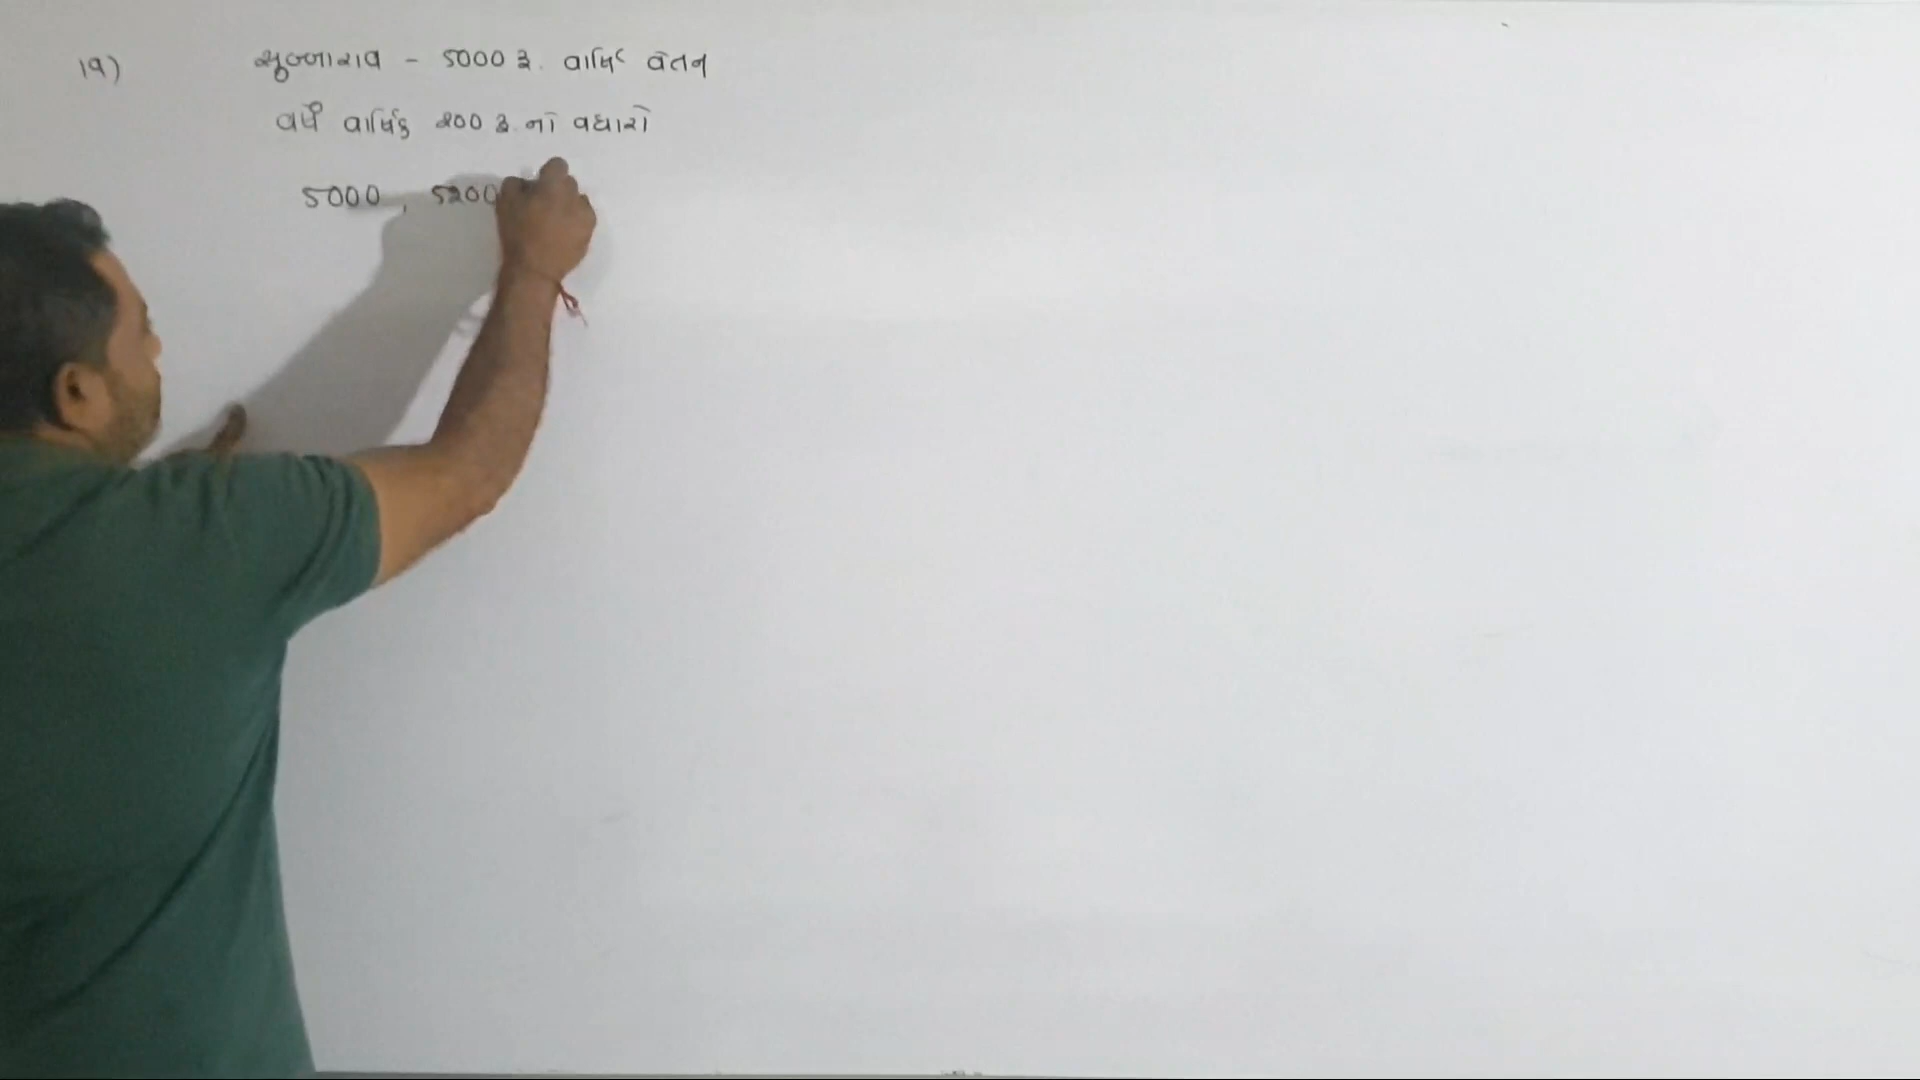 19) સુબ્બારાવ - 5000 રૂ. વાર્ષિક વેતન
વર્ષે વાર્ષિક 200 રૂ. નો વધારો
5000 , 5200